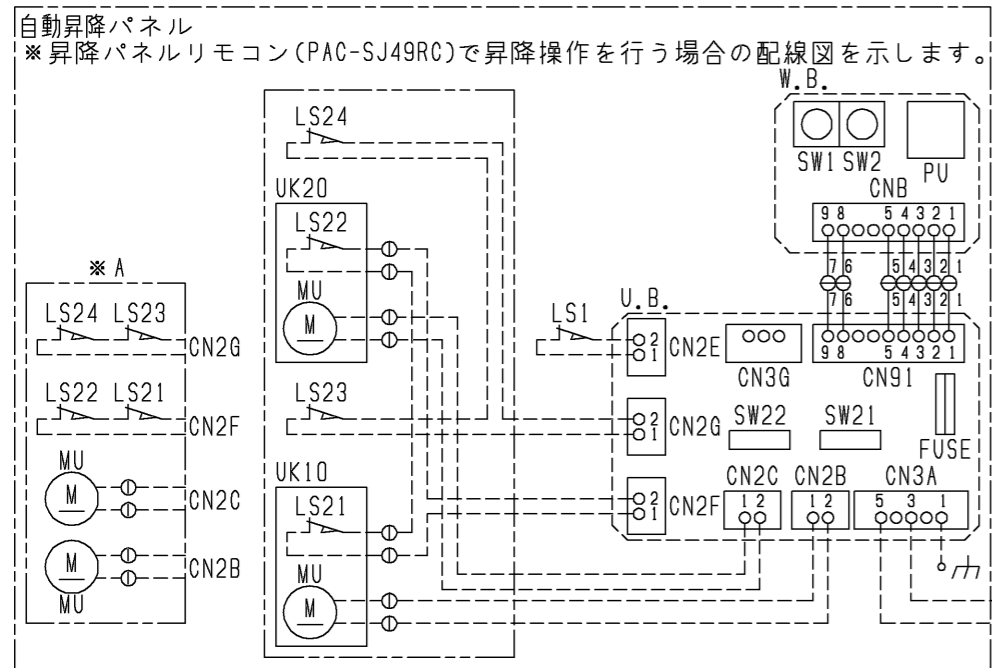 自動昇降パネル
※昇降パネルリモコン(PAC-SJ49RC)で昇降操作を行う場合の配線図を示します。
W.B.
SW1 SW2
PU
CNB
9 8 5 4 3 2 1
7 6 5 4 3 2 1
7 6 5 4 3 2 1
LS24
UK20
LS22
MU
M
LS23
UK10
LS21
MU
M
※A
LS24 LS23
CN2G
LS22 LS21
CN2F
MU
M
CN2C
M
CN2B
MU
LS1
U.B.
2
1
CN2E
CN3G
9 8 5 4 3 2 1
CN91
2
1
CN2G
SW22
SW21
FUSE
2
1
CN2F
CN2C
1 2
CN2B
1 2
CN3A
5 3 1